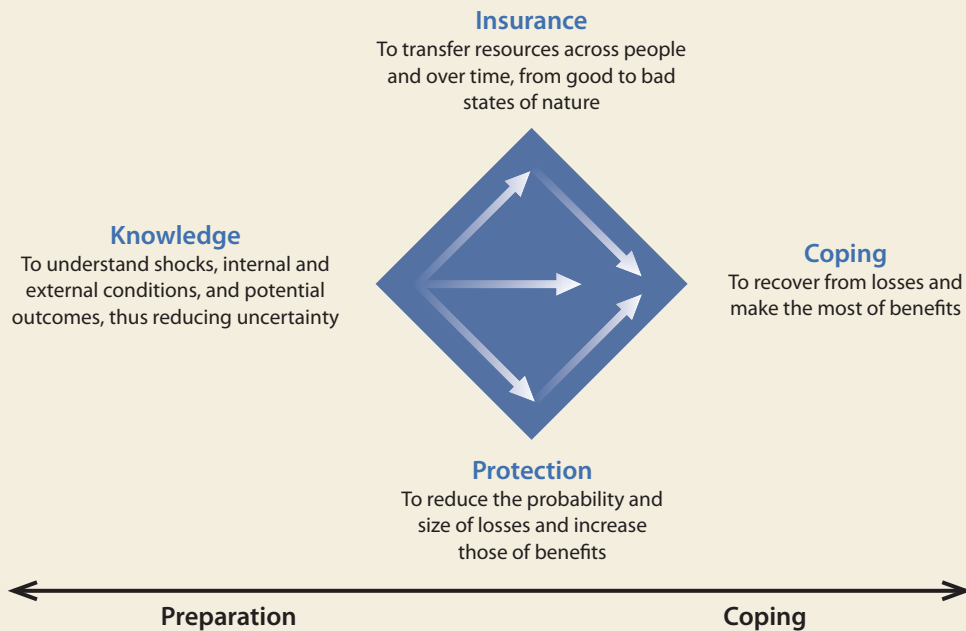 Insurance
To transfer resources across people
and over time, from good to bad
states of nature
Knowledge
To understand shocks, internal and
external conditions, and potential
outcomes, thus reducing uncertainty
Coping
To recover from losses and
make the most of benefits
Protection
To reduce the probability and
size of losses and increase
those of benefits
Preparation
Coping